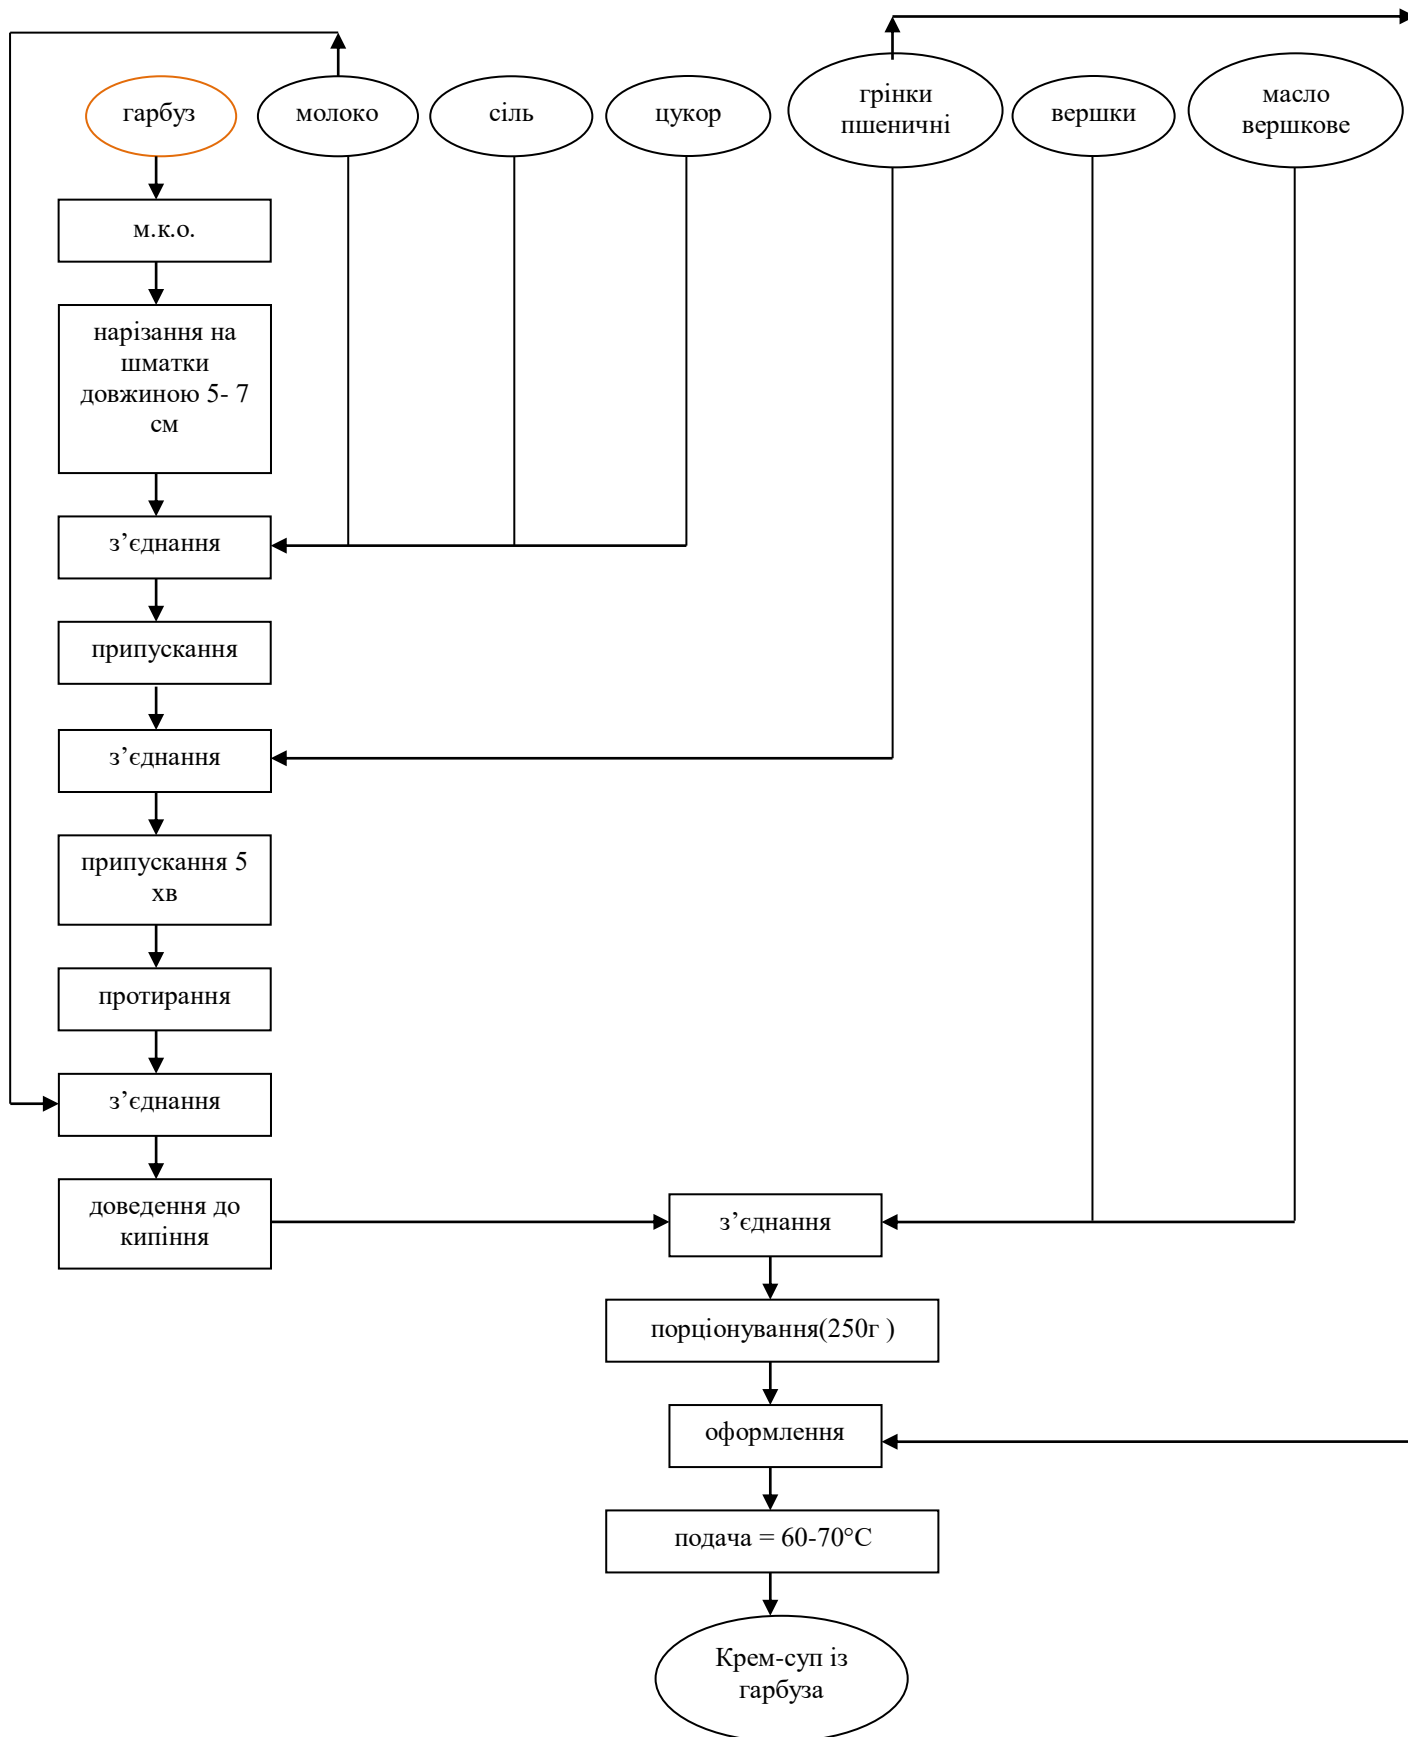 гарбуз
молоко
сіль
цукор
грінки
пшеничні
вершки
масло
вершкове
м.к.о.
нарізання на
шматки
довжиною 5- 7
см
з’єднання
припускання
з’єднання
припускання 5
хв
протирання
з’єднання
доведення до
кипіння
з’єднання
порціонування(250г )
оформлення
подача = 60-70°С
Крем-суп із
гарбуза